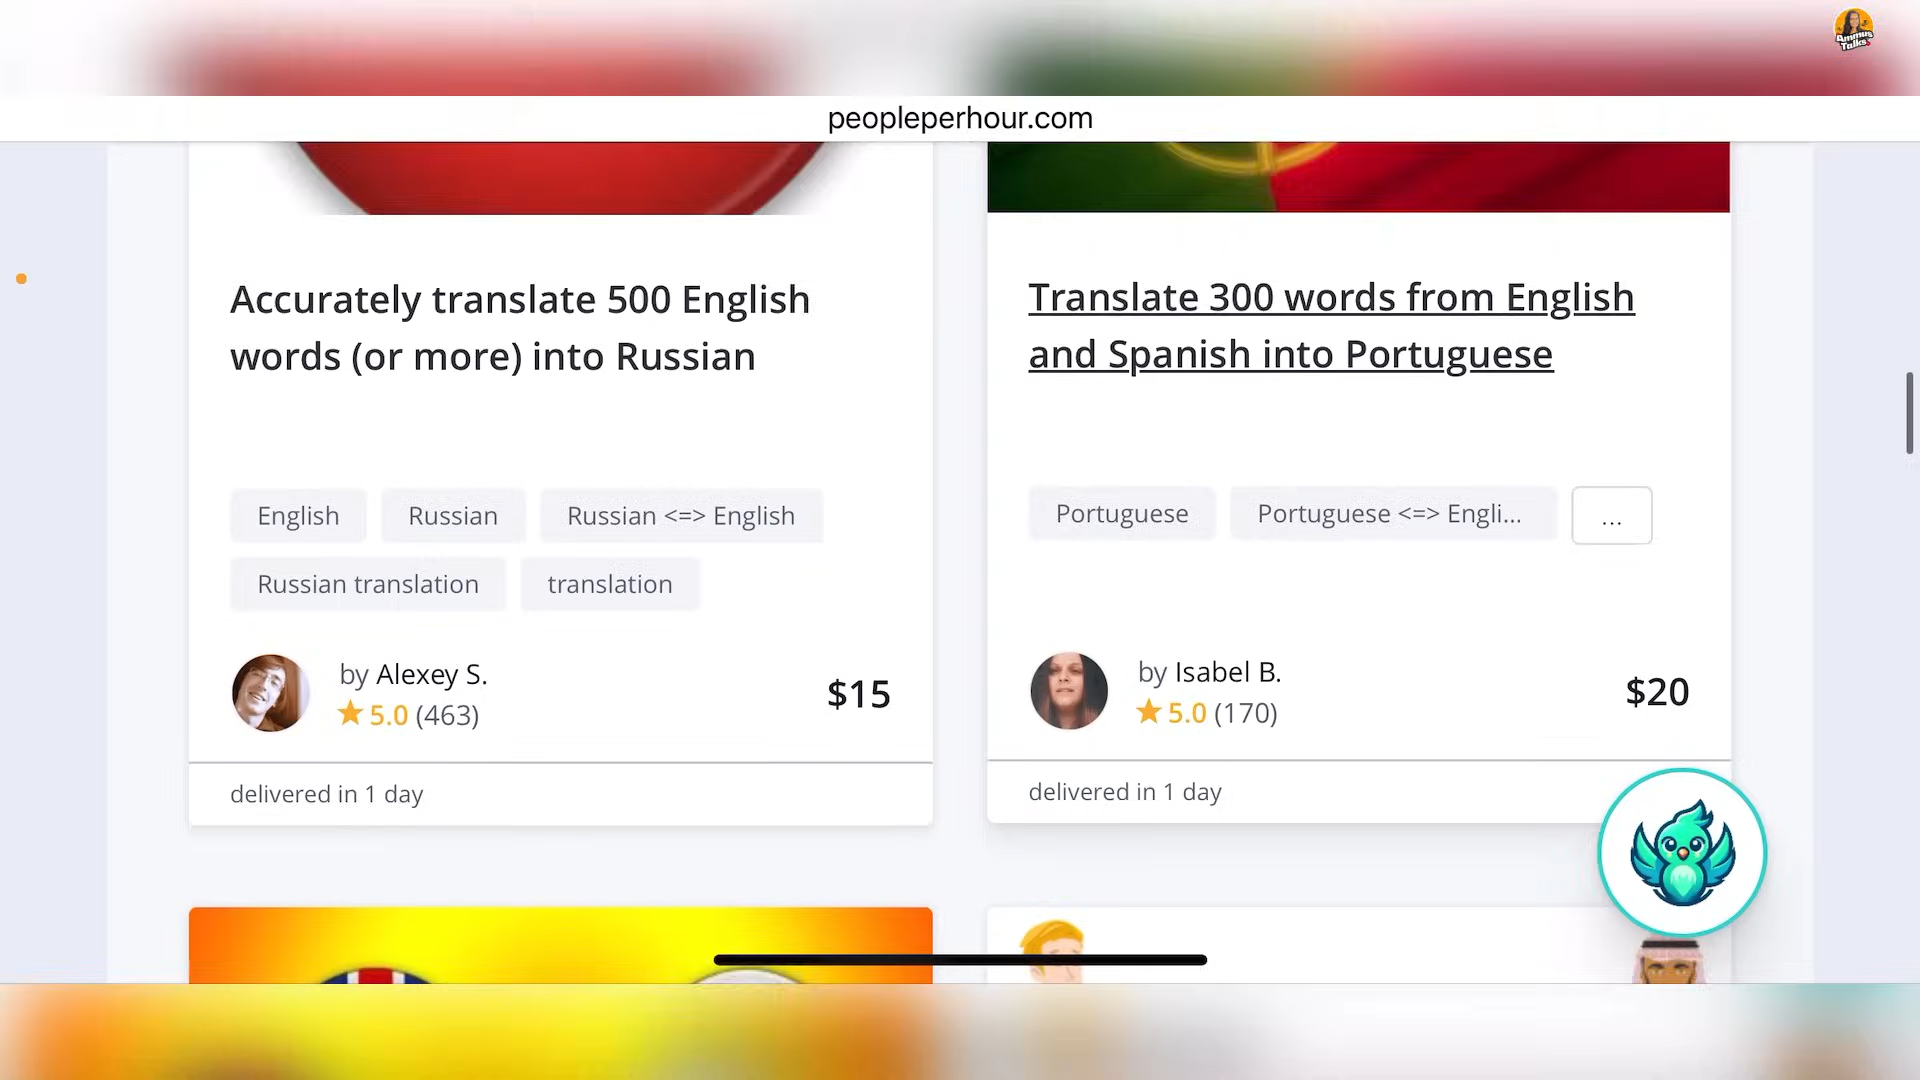 Ammus
Talks
peopleperhour.com
Accurately translate 500 English
words (or more) into Russian
English
Russian
Russian <=> English
Russian translation
translation
by Alexey S.
5.0 (463)
$15
delivered in 1 day
Translate 300 words from English
and Spanish into Portuguese
Portuguese
Portuguese <=> Engli...
...
by Isabel B.
5.0 (170)
$20
delivered in 1 day